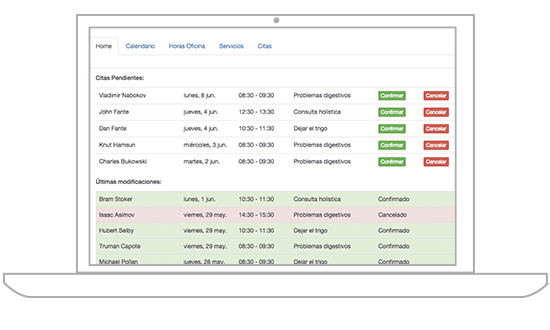 Home Calendario Horas Oficina Servicios Citas
Citas Pendientes:
Vladimir Nabokov lunes, 8 jun. 08:30 - 09:30 Problemas digestivos Confirmar Cancelar
John Fante jueves, 4 jun. 12:30 - 13:30 Consulta holística Confirmar Cancelar
Dan Fante jueves, 4 jun. 10:30 - 11:30 Dejar el trigo Confirmar Cancelar
Knut Hamsun miércoles, 3 jun. 08:30 - 09:30 Problemas digestivos Confirmar Cancelar
Charles Bukowski martes, 2 jun. 08:30 - 09:30 Problemas digestivos Confirmar Cancelar
Últimas modificaciones:
Bram Stoker lunes, 1 jun. 10:30 - 11:30 Consulta holística Confirmado
Isaac Asimov viernes, 29 may. 14:30 - 15:30 Problemas digestivos Cancelado
Hubert Selby viernes, 29 may. 10:30 - 11:30 Dejar el trigo Confirmado
Truman Capote viernes, 29 may. 08:30 - 09:30 Problemas digestivos Confirmado
Michael Pollan jueves, 28 may. 08:30 - 09:30 Dejar el trigo Confirmado